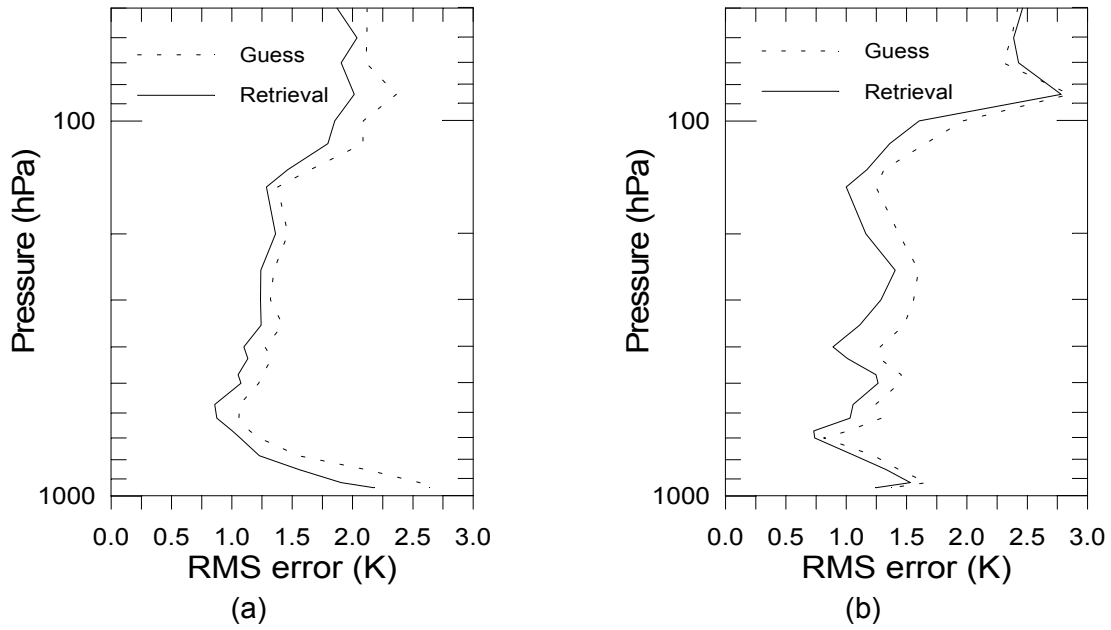 Guess
Retrieval
100
1000
Pressure (hPa)
0.0 0.5 1.0 1.5 2.0 2.5 3.0
RMS error (K)
(a)
Guess
Retrieval
100
1000
Pressure (hPa)
0.0 0.5 1.0 1.5 2.0 2.5 3.0
RMS error (K)
(b)